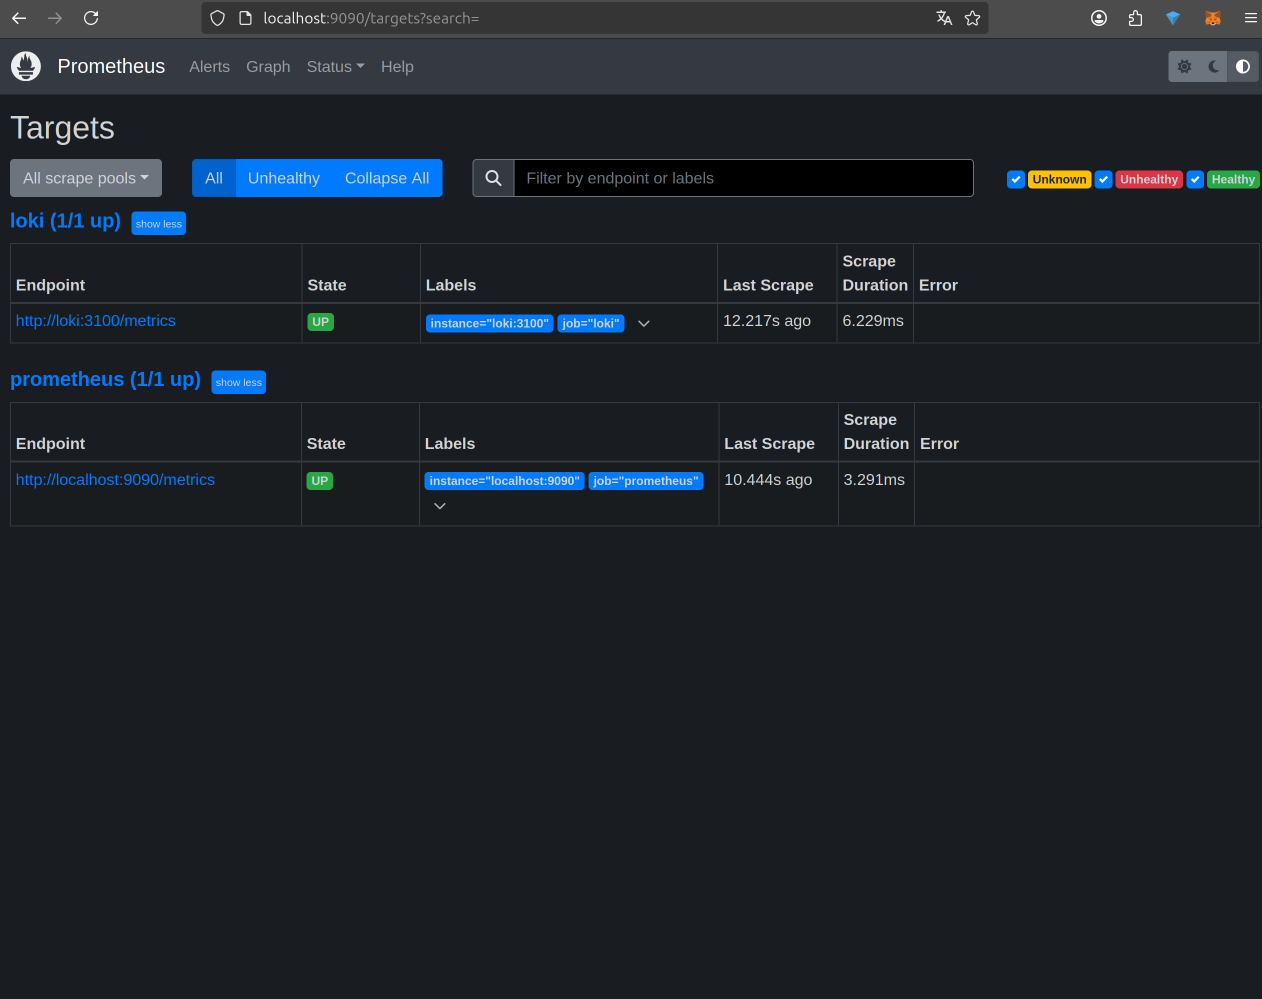 localhost:9090/targets?search=
Prometheus Alerts Graph Status Help
Targets
All scrape pools All Unhealthy Collapse All Filter by endpoint or labels Unknown Unhealthy Healthy
loki (1/1 up) show less
Endpoint State Labels Last Scrape Scrape Duration Error
http://loki:3100/metrics UP instance="loki:3100" job="loki" 12.217s ago 6.229ms
prometheus (1/1 up) show less
Endpoint State Labels Last Scrape Scrape Duration Error
http://localhost:9090/metrics UP instance="localhost:9090" job="prometheus" 10.444s ago 3.291ms